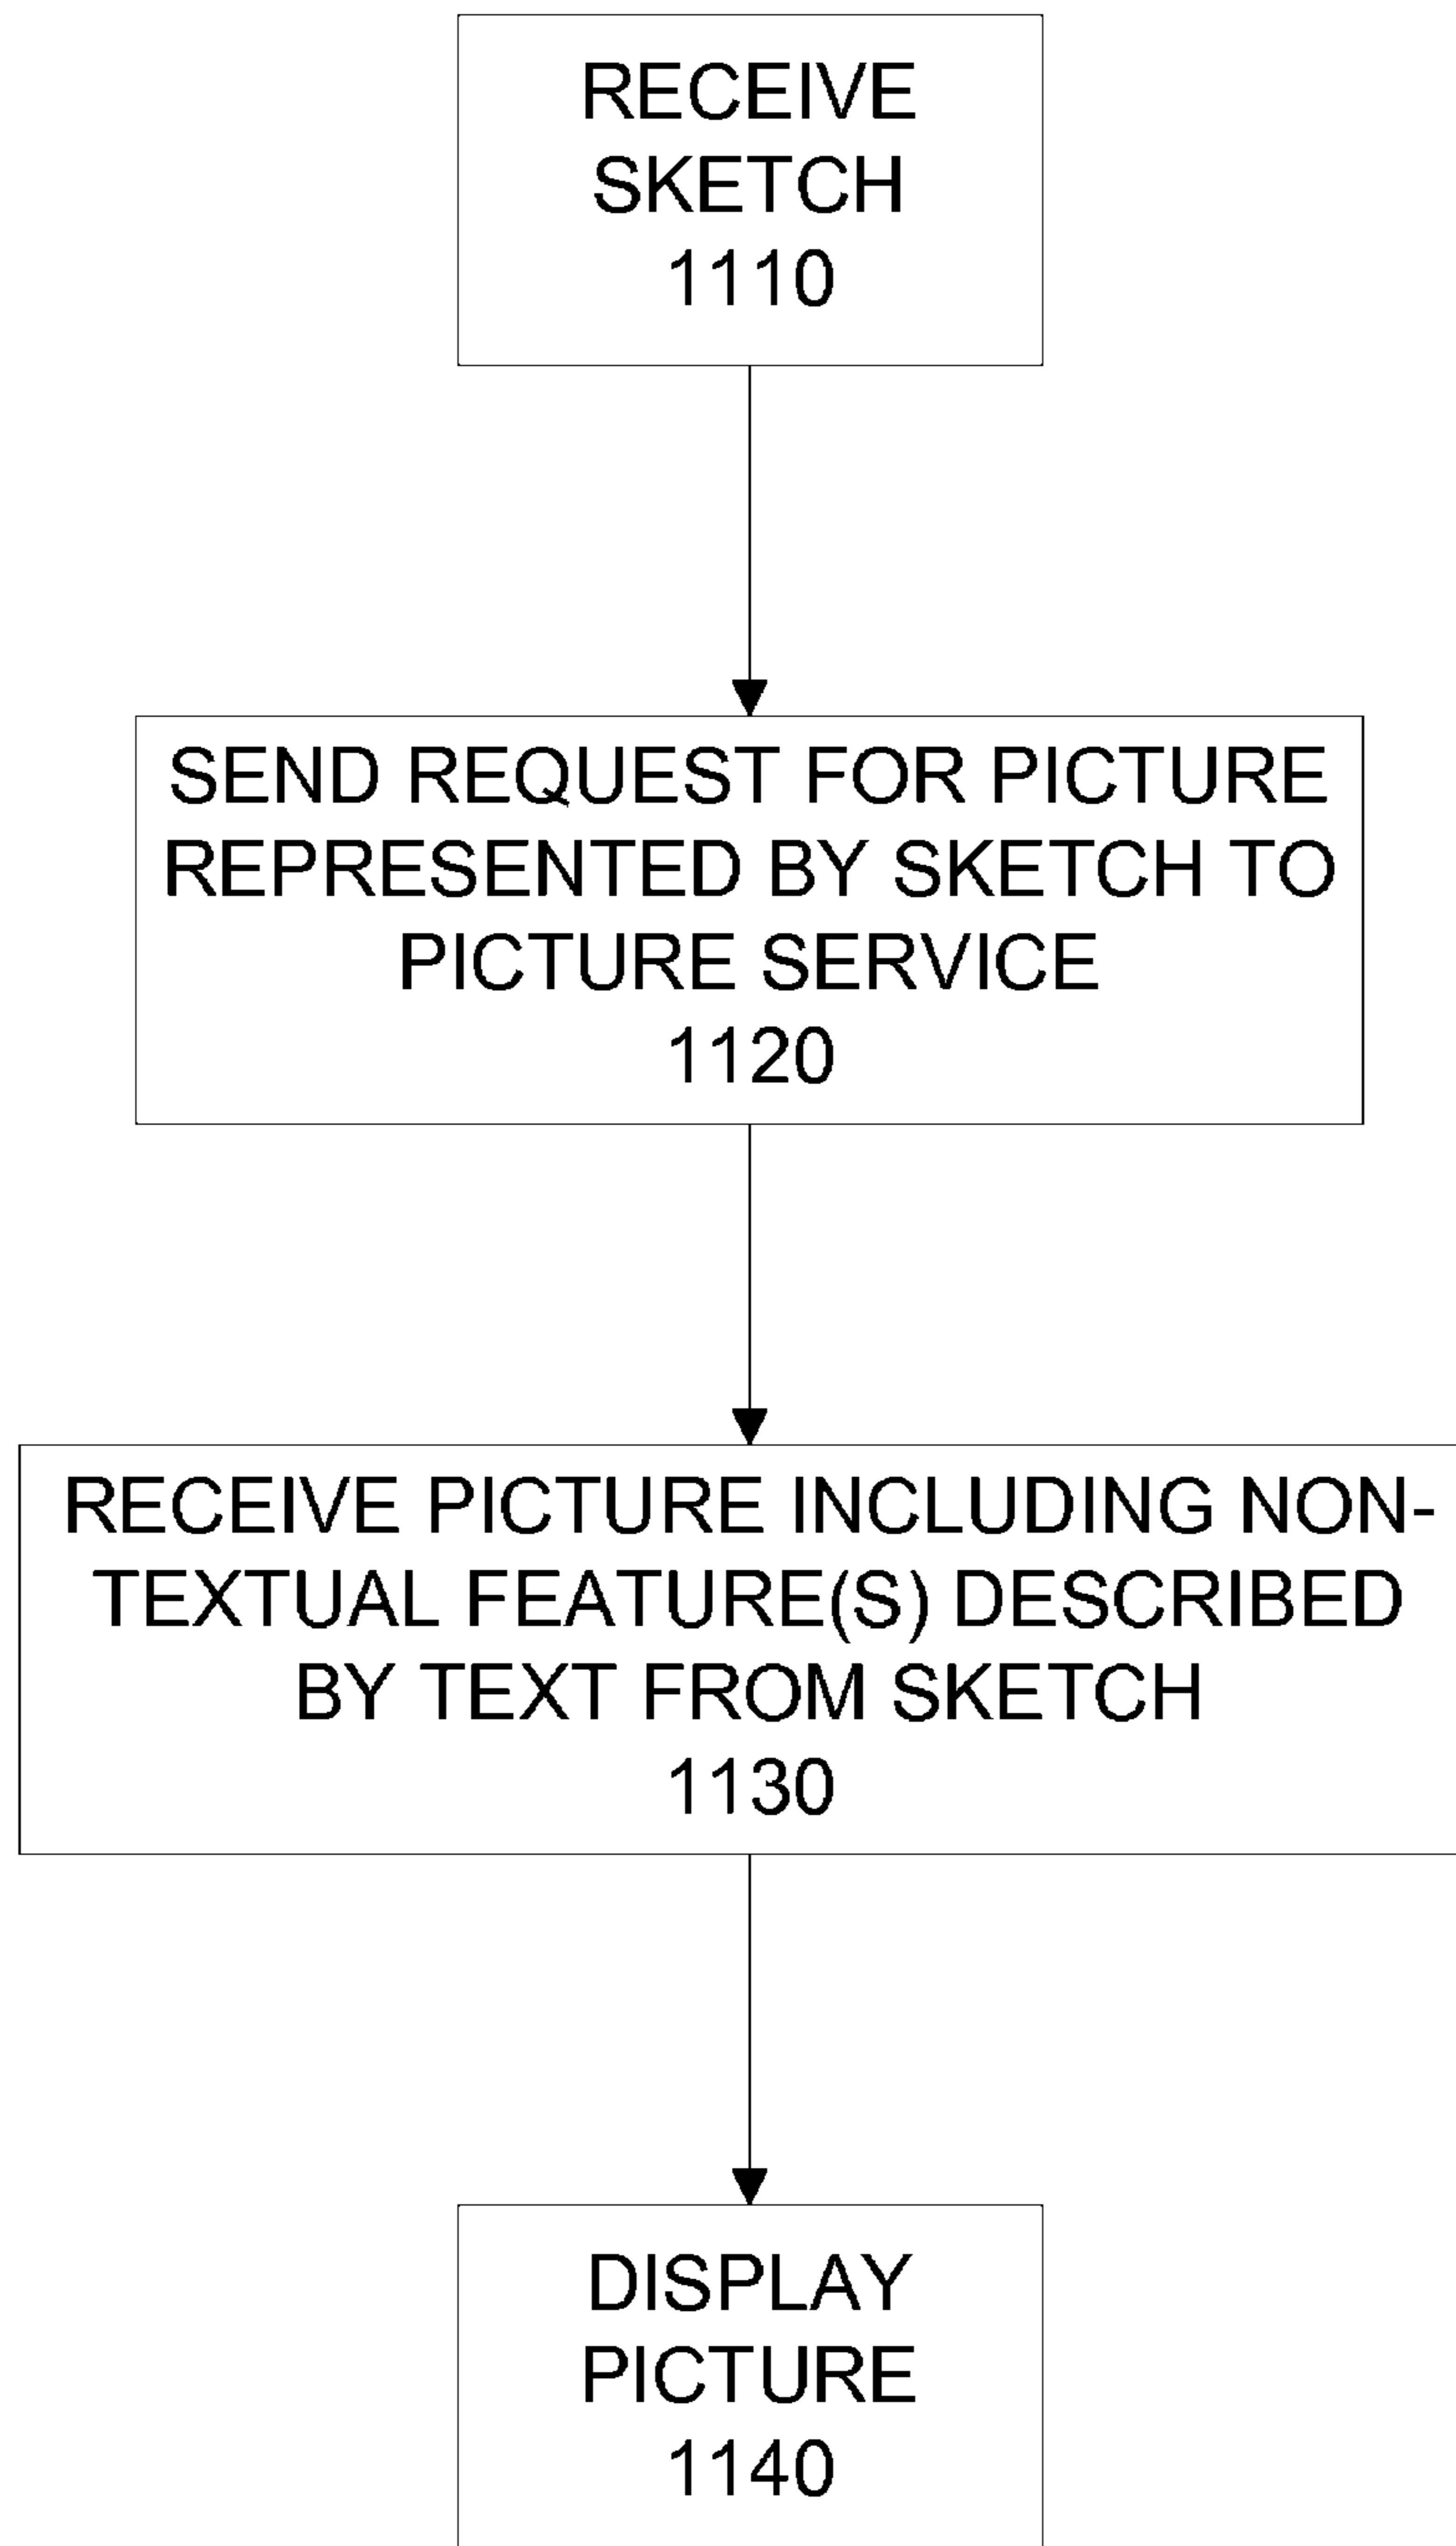 RECEIVE
SKETCH
1110
SEND REQUEST FOR PICTURE
REPRESENTED BY SKETCH TO
PICTURE SERVICE
1120
RECEIVE PICTURE INCLUDING NON-
TEXTUAL FEATURE(S) DESCRIBED
BY TEXT FROM SKETCH
1130
DISPLAY
PICTURE
1140